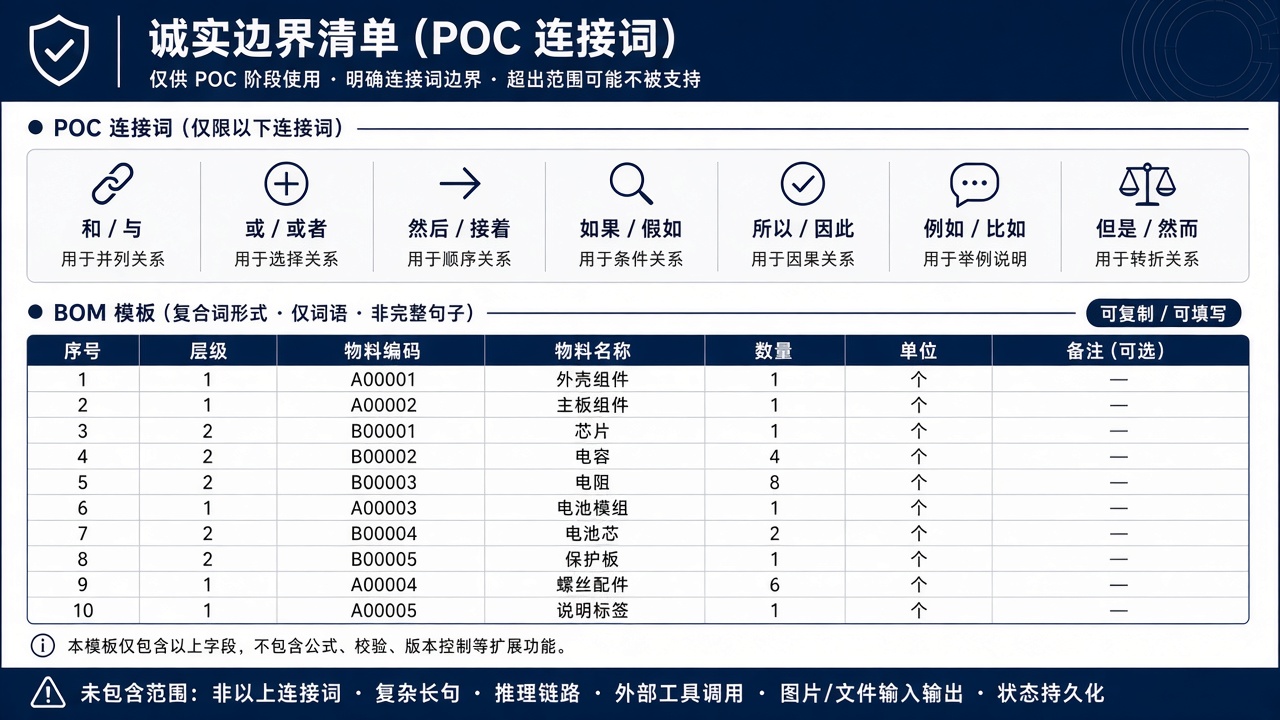 诚实边界清单（POC 连接词）
仅供 POC 阶段使用 · 明确连接词边界 · 超出范围可能不被支持
POC 连接词（仅限以下连接词）
和 / 与
用于并列关系
或 / 或者
用于选择关系
然后 / 接着
用于顺序关系
如果 / 假如
用于条件关系
所以 / 因此
用于因果关系
例如 / 比如
用于举例说明
但是 / 然而
用于转折关系
BOM 模板（复合词形式 · 仅词语 · 非完整句子）
可复制 / 可填写
序号 层级 物料编码 物料名称 数量 单位 备注（可选）
1 1 A00001 外壳组件 1 个 —
2 1 A00002 主板组件 1 个 —
3 2 B00001 芯片 1 个 —
4 2 B00002 电容 4 个 —
5 2 B00003 电阻 8 个 —
6 1 A00003 电池模组 1 个 —
7 2 B00004 电池芯 2 个 —
8 2 B00005 保护板 1 个 —
9 1 A00004 螺丝配件 6 个 —
10 1 A00005 说明标签 1 个 —
本模板仅包含以上字段，不包含公式、校验、版本控制等扩展功能。
未包含范围：非以上连接词 · 复杂长句 · 推理链路 · 外部工具调用 · 图片/文件输入输出 · 状态持久化